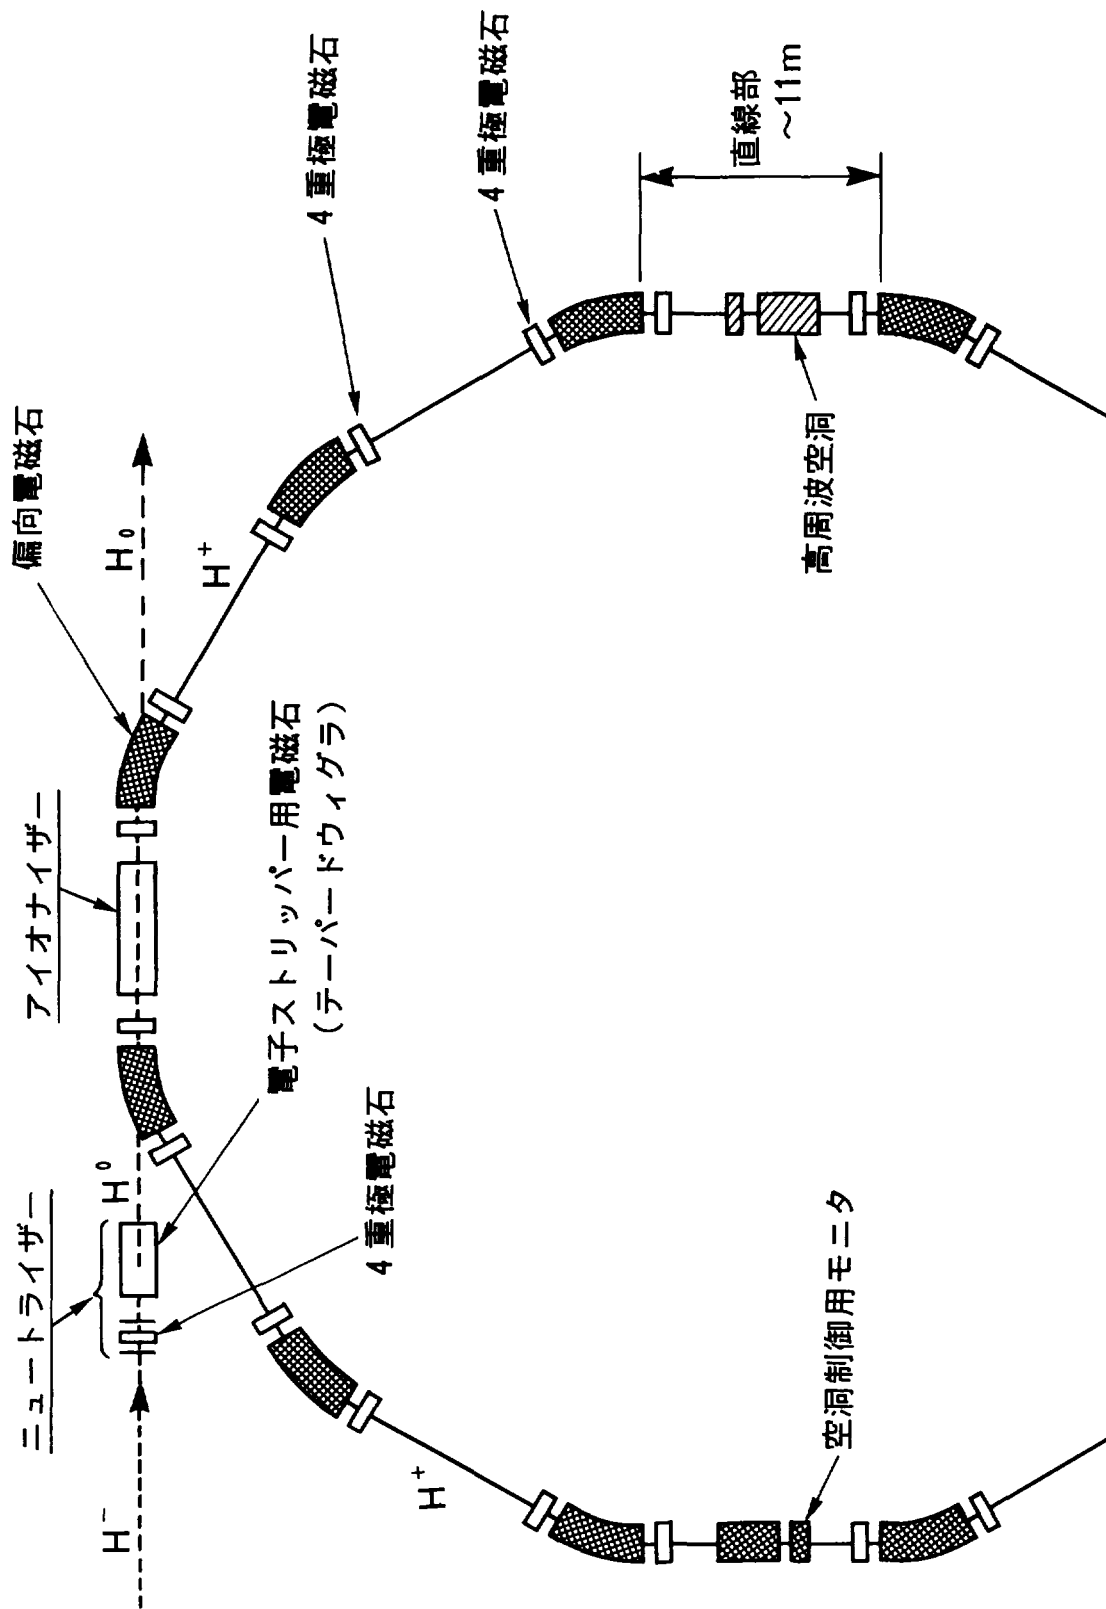 ニュートライザー
アイオナイザー
偏向電磁石
H⁻
H⁰
H₀
H⁺
4重極電磁石
4重極電磁石
電子ストリッパー用電磁石
(テーパードウィグラ)
4重極電磁石
H⁺
直線部
～11m
高周波空洞
空洞制御用モニタ